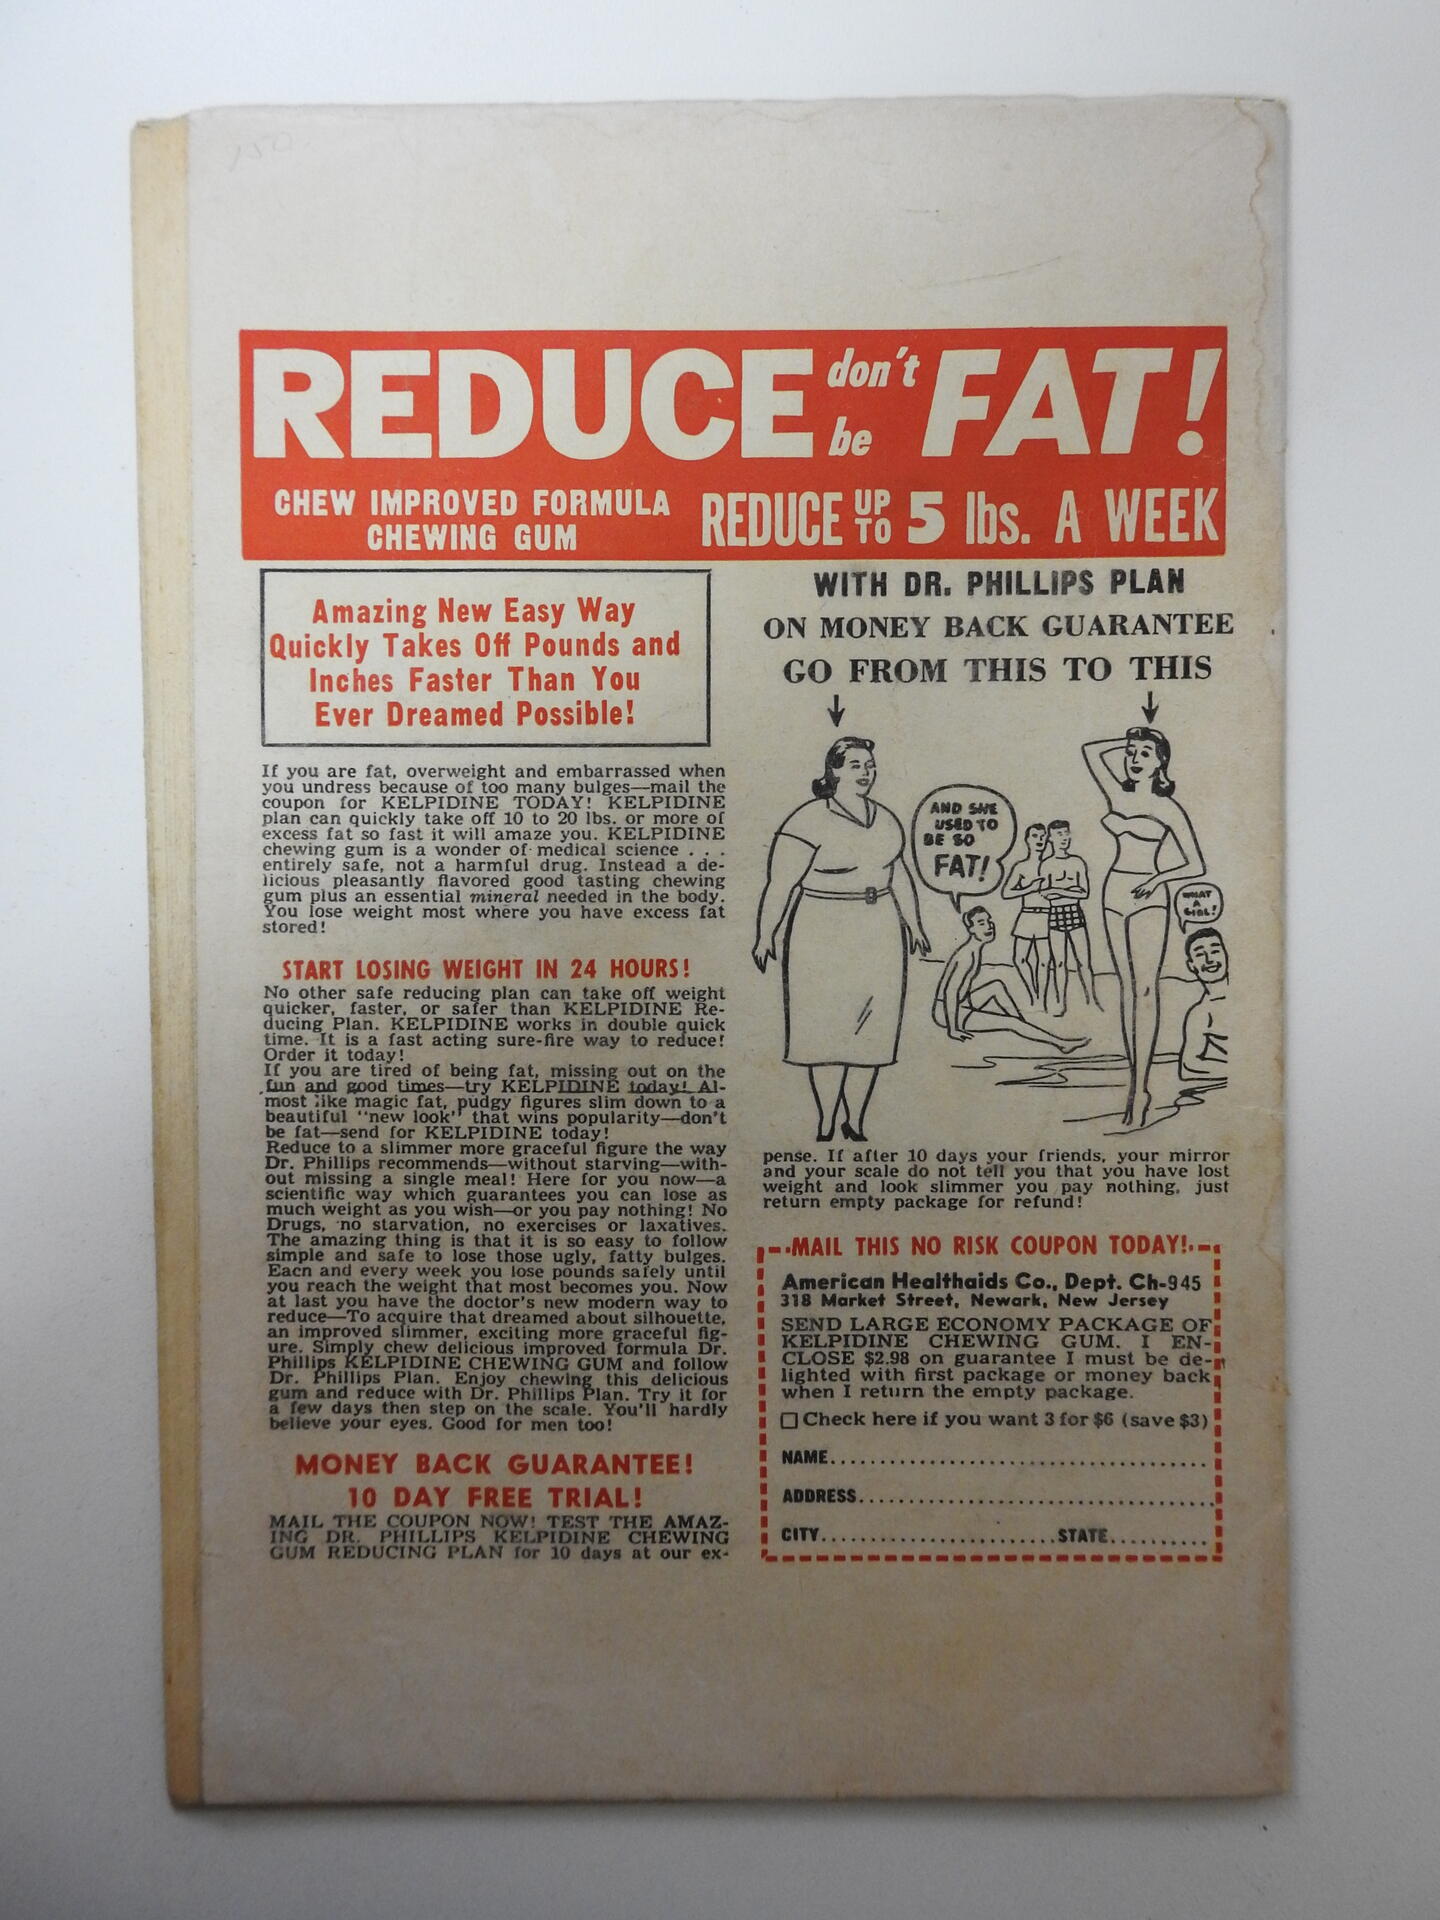 150.
REDUCE don't be FAT!
CHEW IMPROVED FORMULA
CHEWING GUM
REDUCE UP TO 5 lbs. A WEEK
Amazing New Easy Way
Quickly Takes Off Pounds and
Inches Faster Than You
Ever Dreamed Possible!
If you are fat, overweight and embarrassed when
you undress because of too many bulges—mail the
coupon for KELPIDINE TODAY! KELPIDINE
plan can quickly take off 10 to 20 lbs. or more of
excess fat so fast it will amaze you. KELPIDINE
chewing gum is a wonder of medical science . . .
entirely safe, not a harmful drug. Instead a de-
licious pleasantly flavored good tasting chewing
gum plus an essential mineral needed in the body.
You lose weight most where you have excess fat
stored!
START LOSING WEIGHT IN 24 HOURS!
No other safe reducing plan can take off weight
quicker, faster, or safer than KELPIDINE Re-
ducing Plan. KELPIDINE works in double quick
time. It is a fast acting sure-fire way to reduce!
Order it today!
If you are tired of being fat, missing out on the
fun and good times—try KELPIDINE today! Al-
most like magic fat, pudgy figures slim down to a
beautiful "new look" that wins popularity—don't
be fat—send for KELPIDINE today!
Reduce to a slimmer more graceful figure the way
Dr. Phillips recommends—without starving—with-
out missing a single meal! Here for you now—a
scientific way which guarantees you can lose as
much weight as you wish—or you pay nothing! No
Drugs, no starvation, no exercises or laxatives.
The amazing thing is that it is so easy to follow
simple and safe to lose those ugly, fatty bulges.
Each and every week you lose pounds safely until
you reach the weight that most becomes you. Now
at last you have the doctor's new modern way to
reduce—To acquire that dreamed about silhouette,
an improved slimmer, exciting more graceful fig-
ure. Simply chew delicious improved formula Dr.
Phillips KELPIDINE CHEWING GUM and follow
Dr. Phillips Plan. Enjoy chewing this delicious
gum and reduce with Dr. Phillips Plan. Try it for
a few days then step on the scale. You'll hardly
believe your eyes. Good for men too!
MONEY BACK GUARANTEE!
10 DAY FREE TRIAL!
MAIL THE COUPON NOW! TEST THE AMAZ-
ING DR. PHILLIPS KELPIDINE CHEWING
GUM REDUCING PLAN for 10 days at our ex-
WITH DR. PHILLIPS PLAN
ON MONEY BACK GUARANTEE
GO FROM THIS TO THIS
AND SHE
USED TO
BE SO
FAT!
WHAT
A
GIRL!
pense. If after 10 days your friends, your mirror
and your scale do not tell you that you have lost
weight and look slimmer you pay nothing, just
return empty package for refund!
MAIL THIS NO RISK COUPON TODAY!
American Healthaids Co., Dept. Ch-945
318 Market Street, Newark, New Jersey
SEND LARGE ECONOMY PACKAGE OF
KELPIDINE CHEWING GUM. I EN-
CLOSE $2.98 on guarantee I must be de-
lighted with first package or money back
when I return the empty package.
Check here if you want 3 for $6 (save $3)
NAME
ADDRESS
CITY STATE